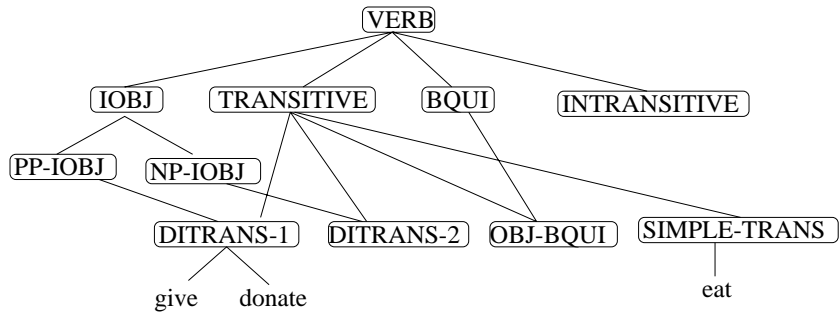 VERB
IOBJ TRANSITIVE BQUI INTRANSITIVE
PP-IOBJ NP-IOBJ
DITRANS-1 DITRANS-2 OBJ-BQUI SIMPLE-TRANS
give donate eat